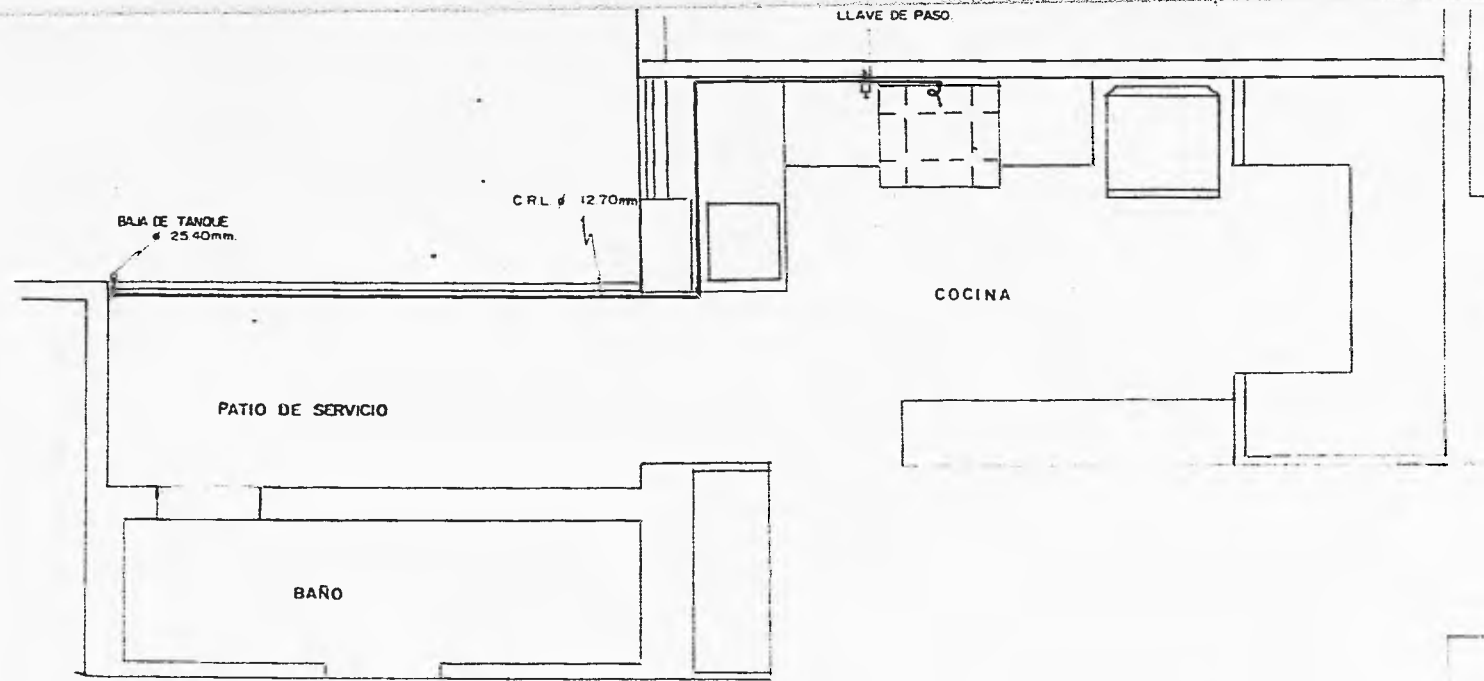 LLAVE DE PASO.
C R L ø 12.70mm
BAJA DE TANQUE
ø 25.40mm.
COCINA
PATIO DE SERVICIO
BAÑO